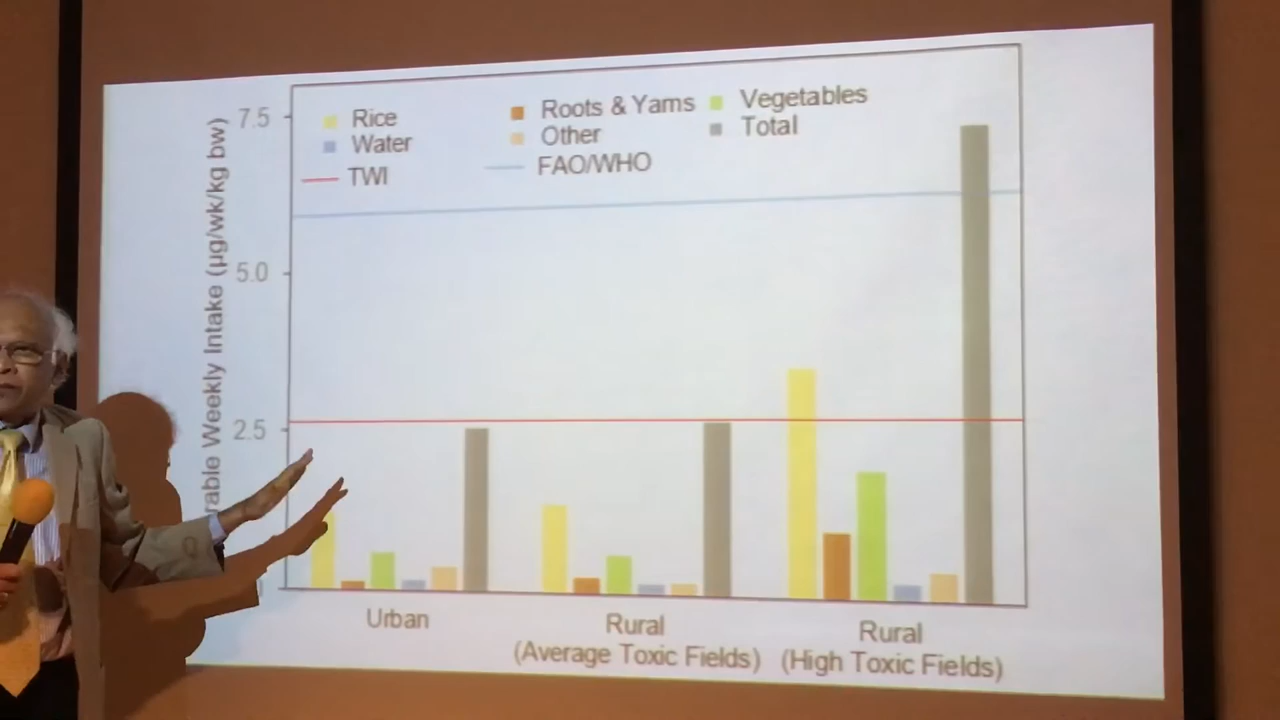 Rice
Roots & Yams
Vegetables
Water
Other
Total
TWI
FAO/WHO
7.5
5.0
2.5
Weekly Intake (µg/wk/kg bw)
Urban
Rural
(Average Toxic Fields)
Rural
(High Toxic Fields)